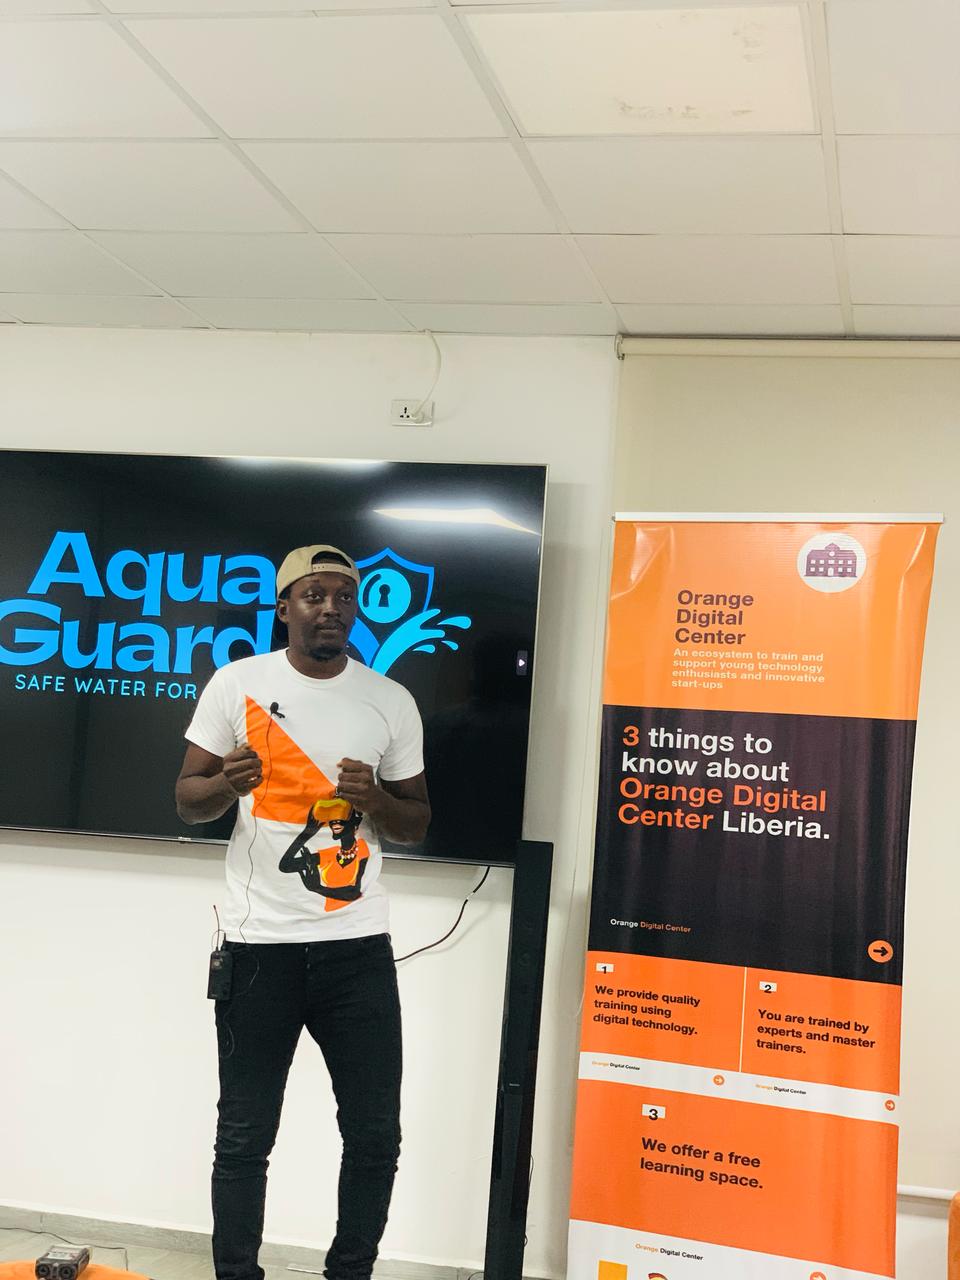 Aqua
Guard
SAFE WATER FOR
Orange
Digital
Center
An ecosystem to train and
support young technology
enthusiasts and innovative
start-ups
3 things to
know about
Orange Digital
Center Liberia.
Orange Digital Center
1
We provide quality
training using
digital technology.
Orange Digital Center
2
You are trained by
experts and master
trainers.
Orange Digital Center
3
We offer a free
learning space.
Orange Digital Center